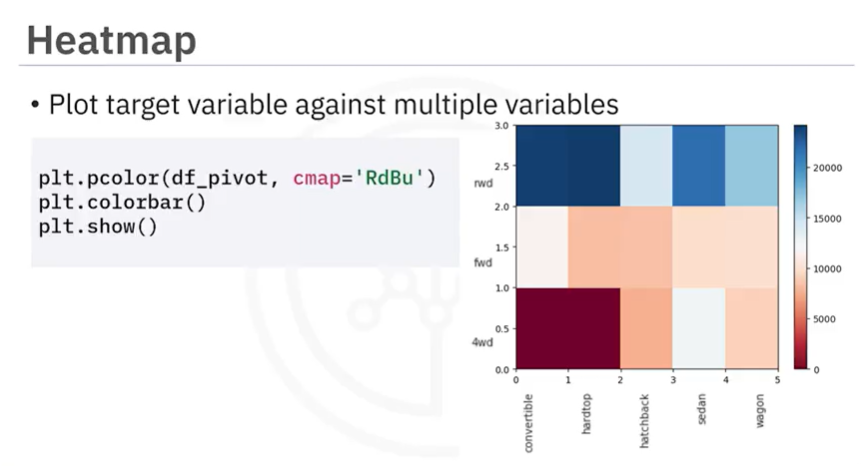 Heatmap
• Plot target variable against multiple variables
plt.pcolor(df_pivot, cmap='RdBu')
plt.colorbar()
plt.show()
3.0
2.5
rwd
2.0
1.5
fwd
1.0
0.5
4wd
0.0
0 1 2 3 4 5
convertible
hardtop
hatchback
sedan
wagon
20000
15000
10000
5000
0